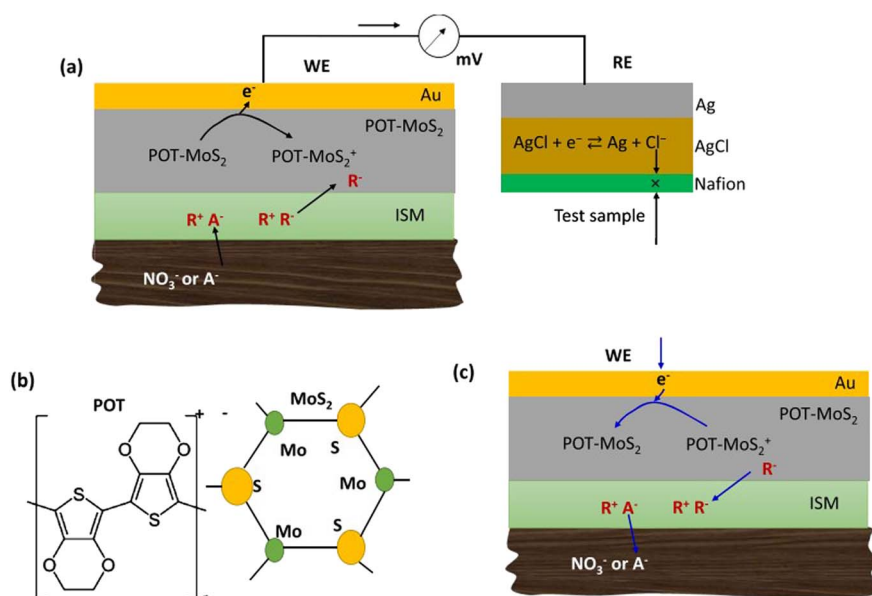 (a)
WE
mV
RE
e⁻
Au
POT-MoS₂
POT-MoS₂
POT-MoS₂⁺
R⁻
R⁺ A⁻
R⁺ R⁻
ISM
NO₃⁻ or A⁻
Ag
AgCl + e⁻ ⇄ Ag + Cl⁻
AgCl
×
Nafion
Test sample
(b)
POT
+
-
MoS₂
Mo
S
S
Mo
Mo
S
O
O
S
S
O
O
(c)
WE
e⁻
Au
POT-MoS₂
POT-MoS₂
POT-MoS₂⁺
R⁻
R⁺ A⁻
R⁺ R⁻
ISM
NO₃⁻ or A⁻